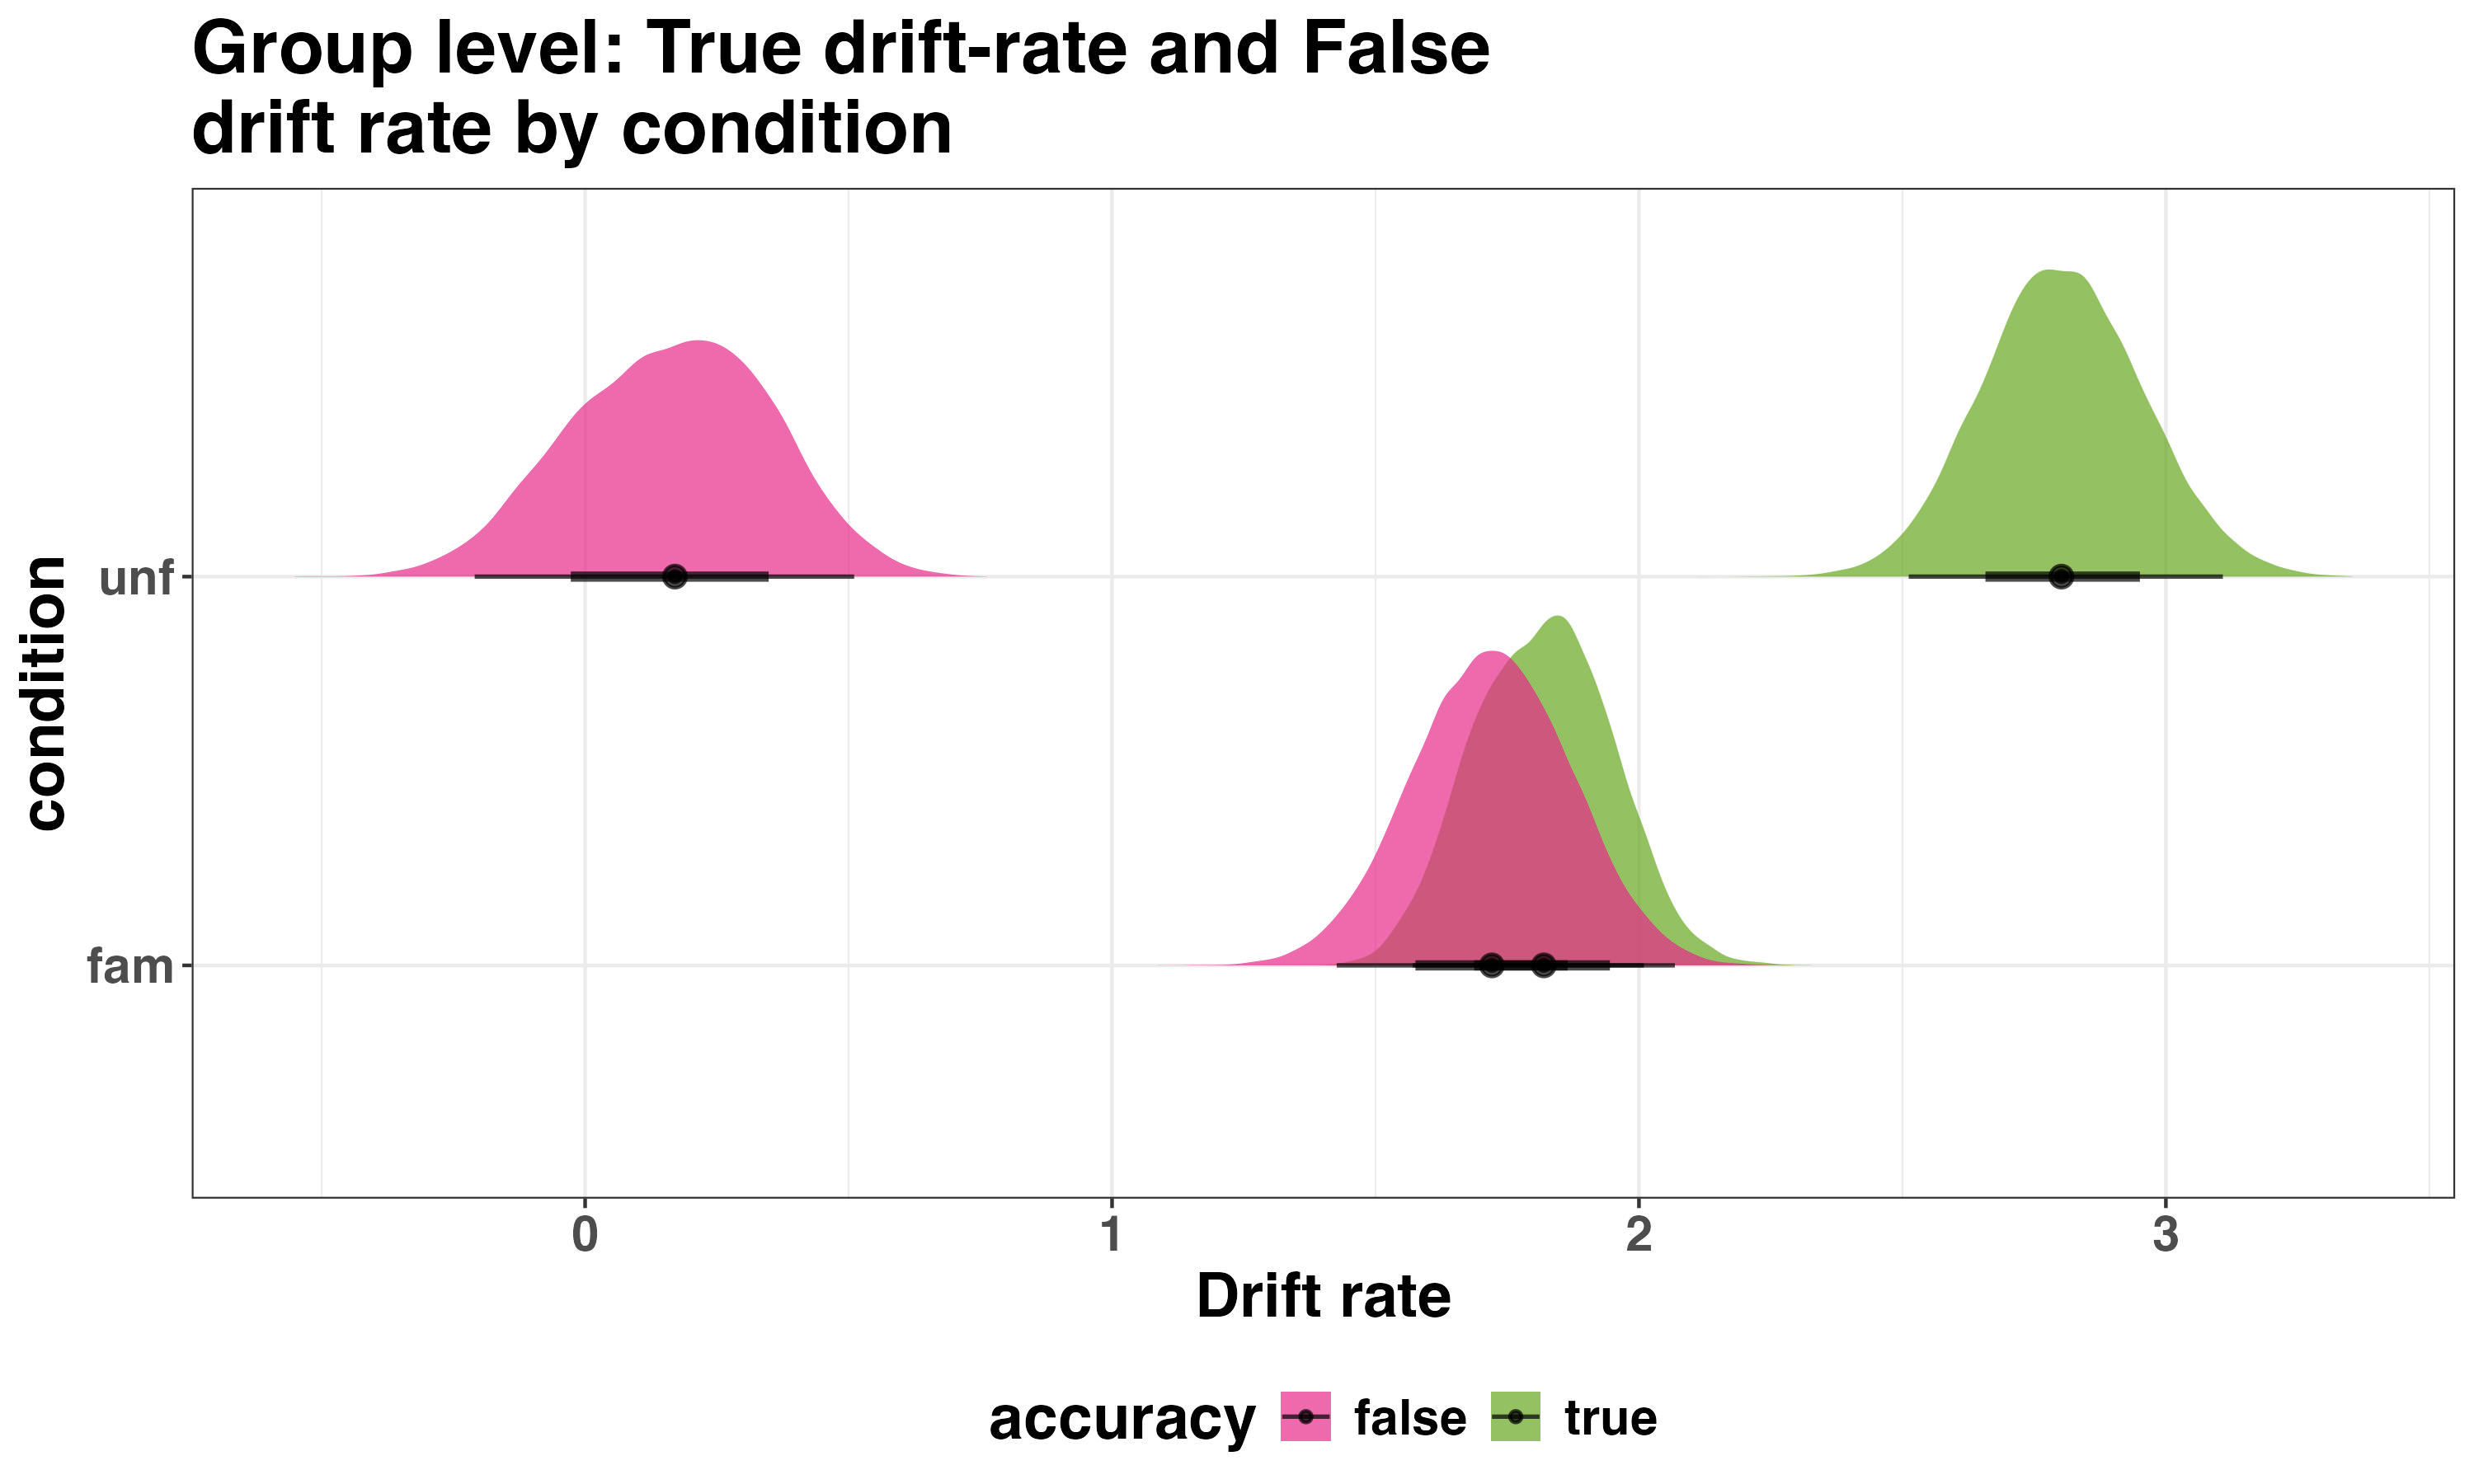 Group level: True drift-rate and False
drift rate by condition
condition
unf
fam
0 1 2 3
Drift rate
accuracy false true